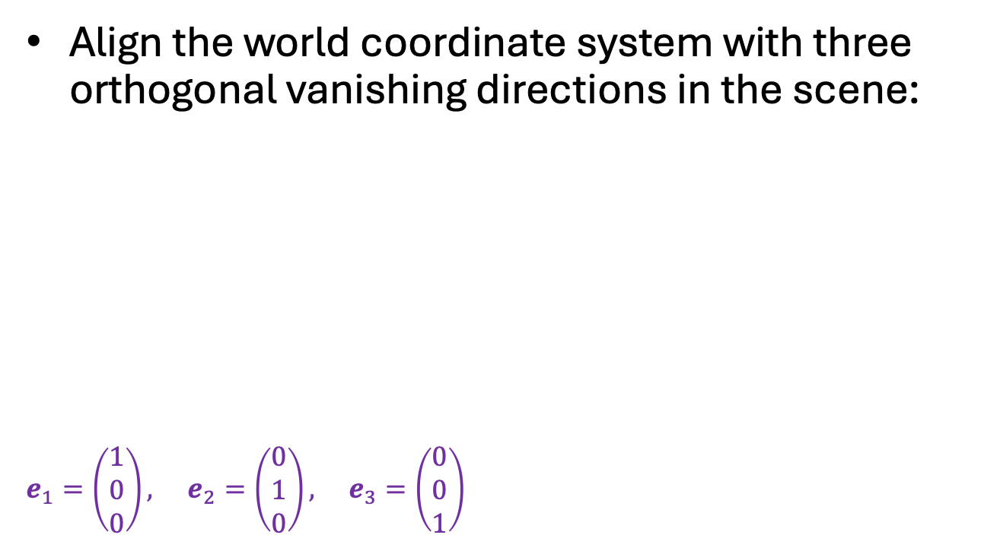 • Align the world coordinate system with three
orthogonal vanishing directions in the scene:
𝒆₁ = (1 0 0), 𝒆₂ = (0 1 0), 𝒆₃ = (0 0 1)